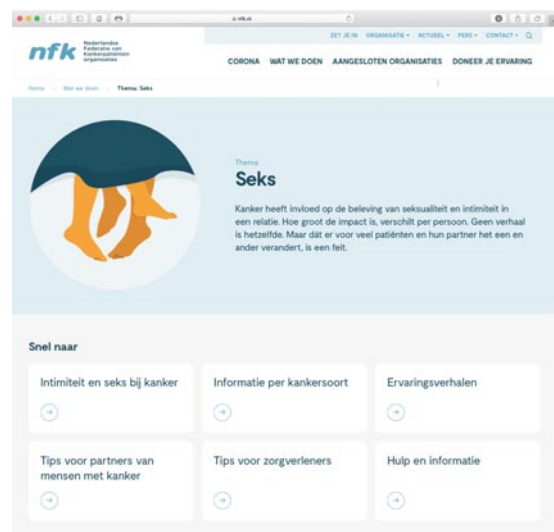 nfk.nl
ZET JE IN ORGANISATIE ACTUEEL PERS CONTACT
nfk
Nederlandse
Federatie van
Kankerpatiënten
organisaties
CORONA WAT WE DOEN AANGESLOTEN ORGANISATIES DONEER JE ERVARING
Home Wat we doen Thema: Seks
Thema
Seks
Kanker heeft invloed op de beleving van seksualiteit en intimiteit in
een relatie. Hoe groot de impact is, verschilt per persoon. Geen verhaal
is hetzelfde. Maar dát er voor veel patiënten en hun partner het een en
ander verandert, is een feit.
Snel naar
Intimiteit en seks bij kanker
Informatie per kankersoort
Ervaringsverhalen
Tips voor partners van
mensen met kanker
Tips voor zorgverleners
Hulp en informatie